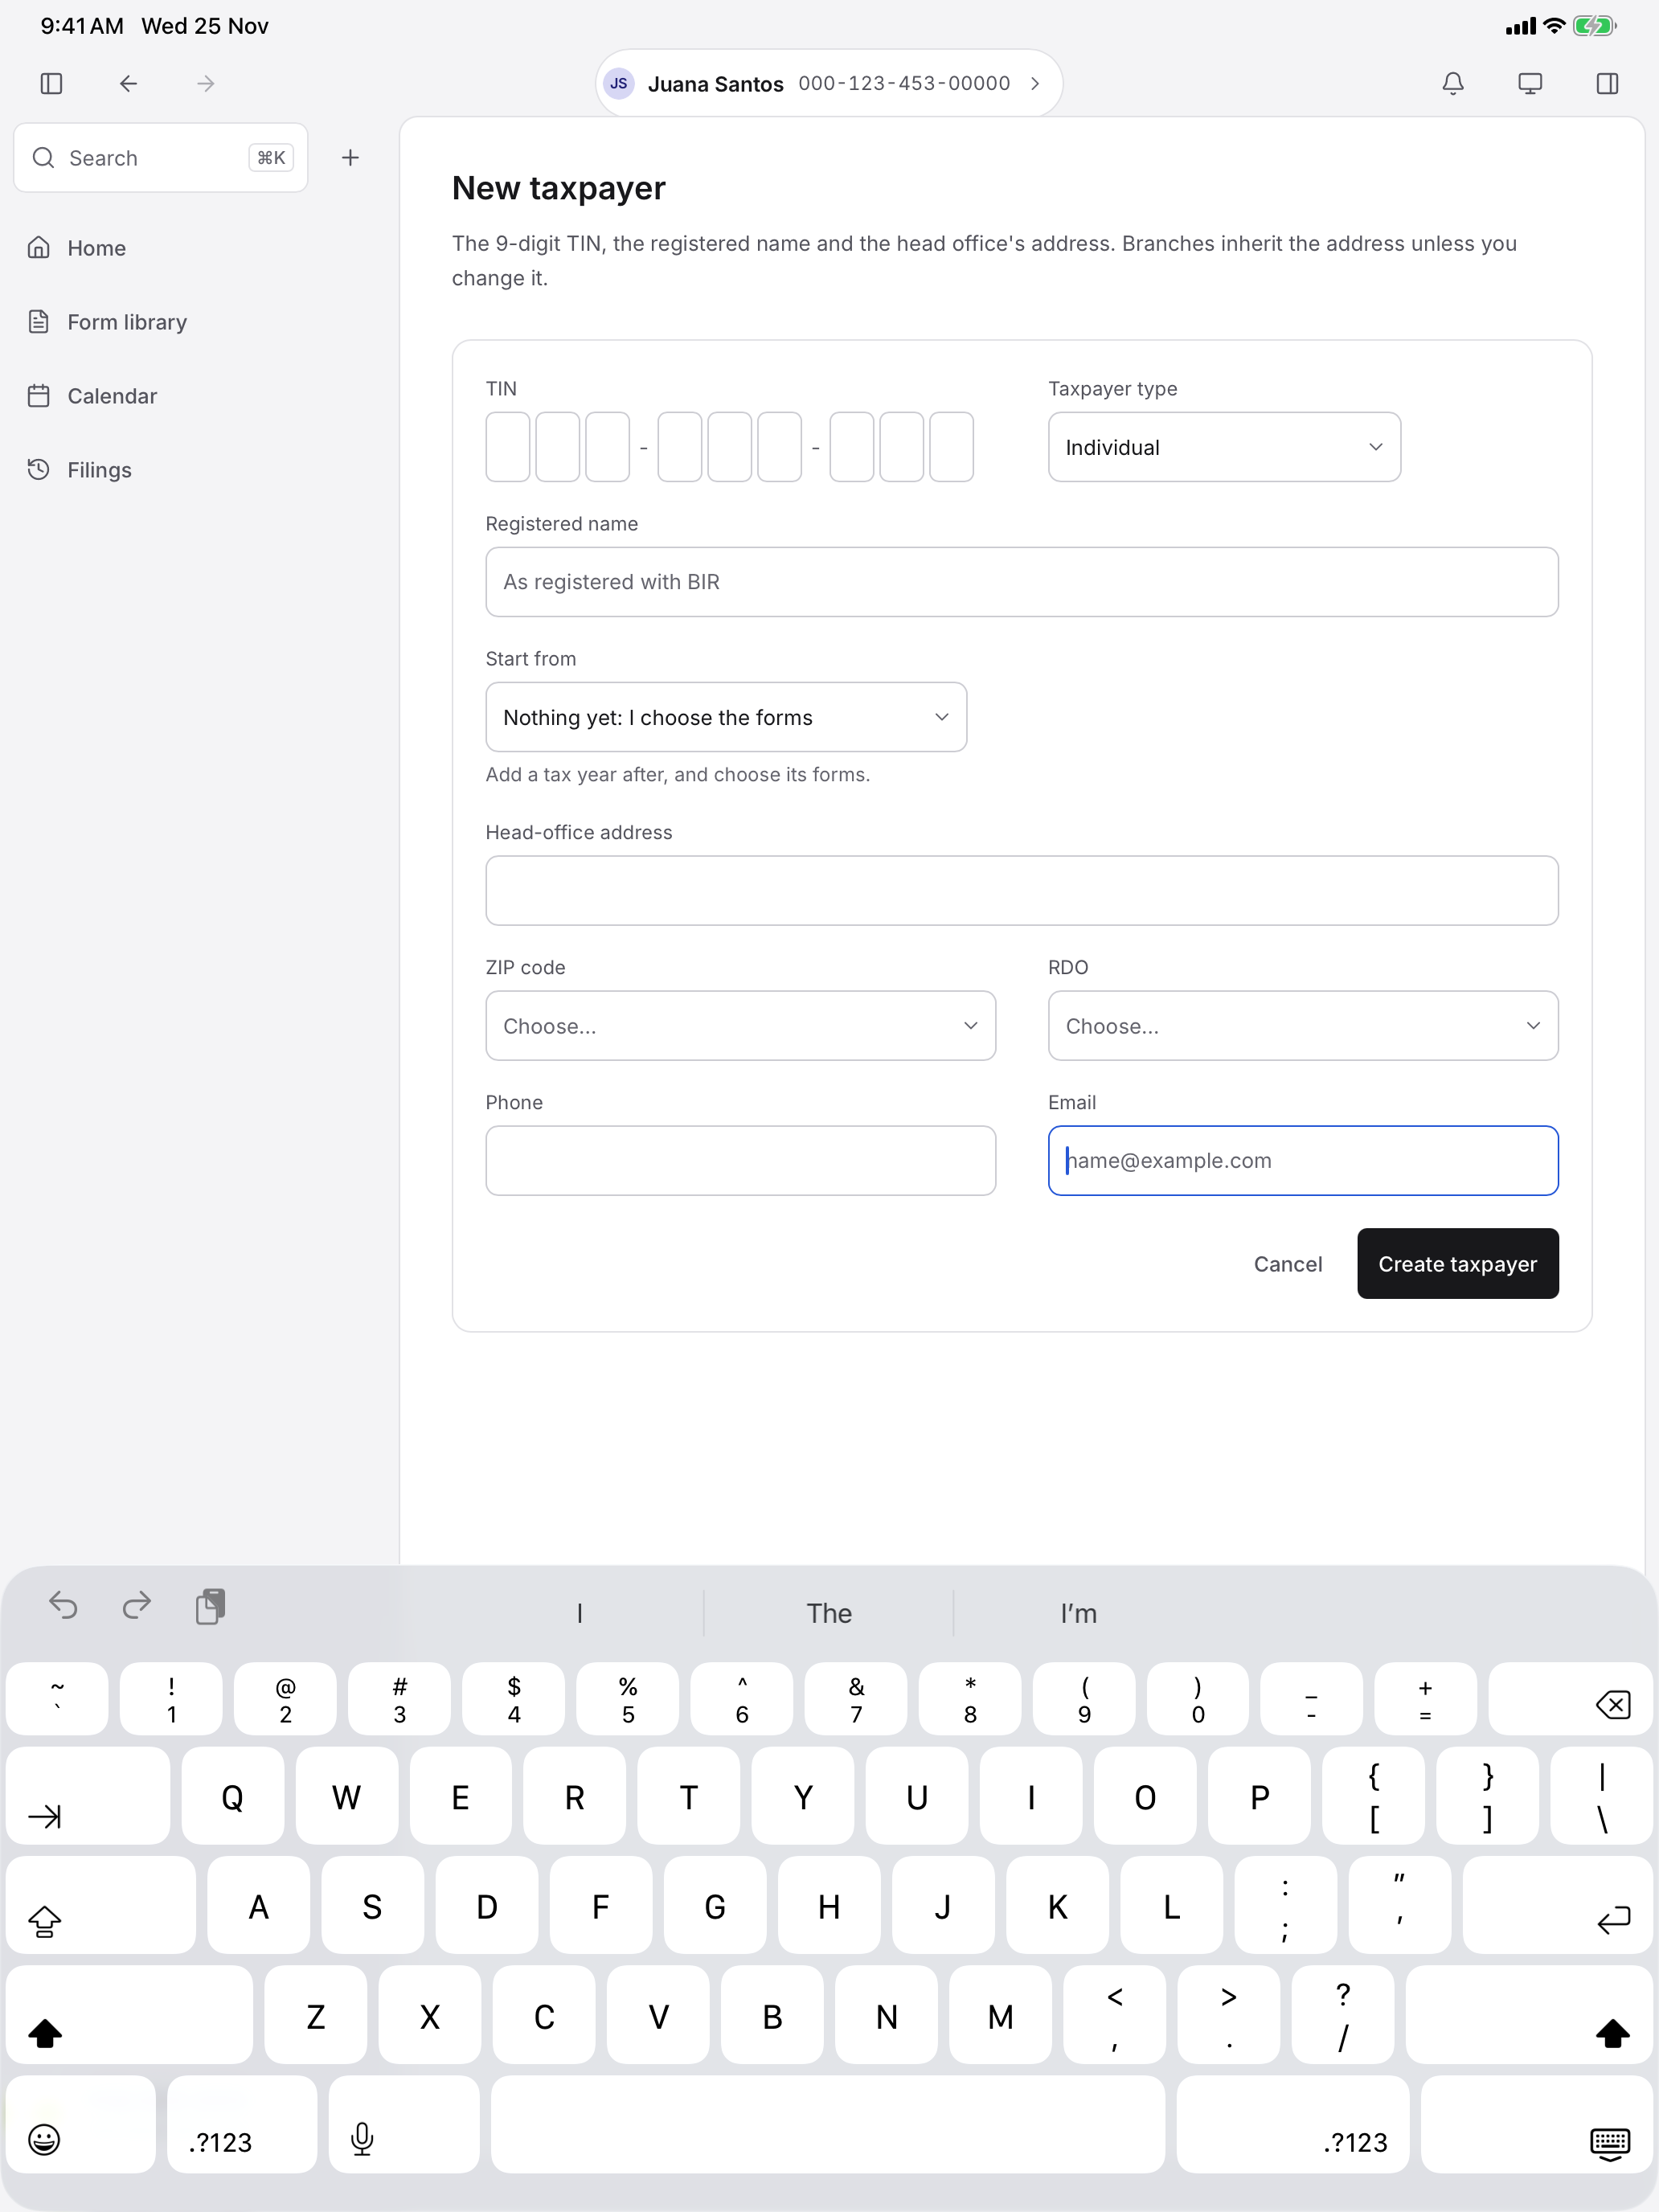 9:41 AM Wed 25 Nov
JS Juana Santos 000-123-453-00000
Search ⌘K
Home
Form library
Calendar
Filings
New taxpayer
The 9-digit TIN, the registered name and the head office's address. Branches inherit the address unless you
change it.
TIN
Taxpayer type
- -
Individual
Registered name
As registered with BIR
Start from
Nothing yet: I choose the forms
Add a tax year after, and choose its forms.
Head-office address
ZIP code
RDO
Choose...
Choose...
Phone
Email
name@example.com
Cancel
Create taxpayer
I The I’m
~ ! @ # $ % ^ & * ( ) _ +
` 1 2 3 4 5 6 7 8 9 0 - =
Q W E R T Y U I O P { } |
[ ] \
A S D F G H J K L : "
; '
Z X C V B N M < > ?
, . /
.?123 .?123